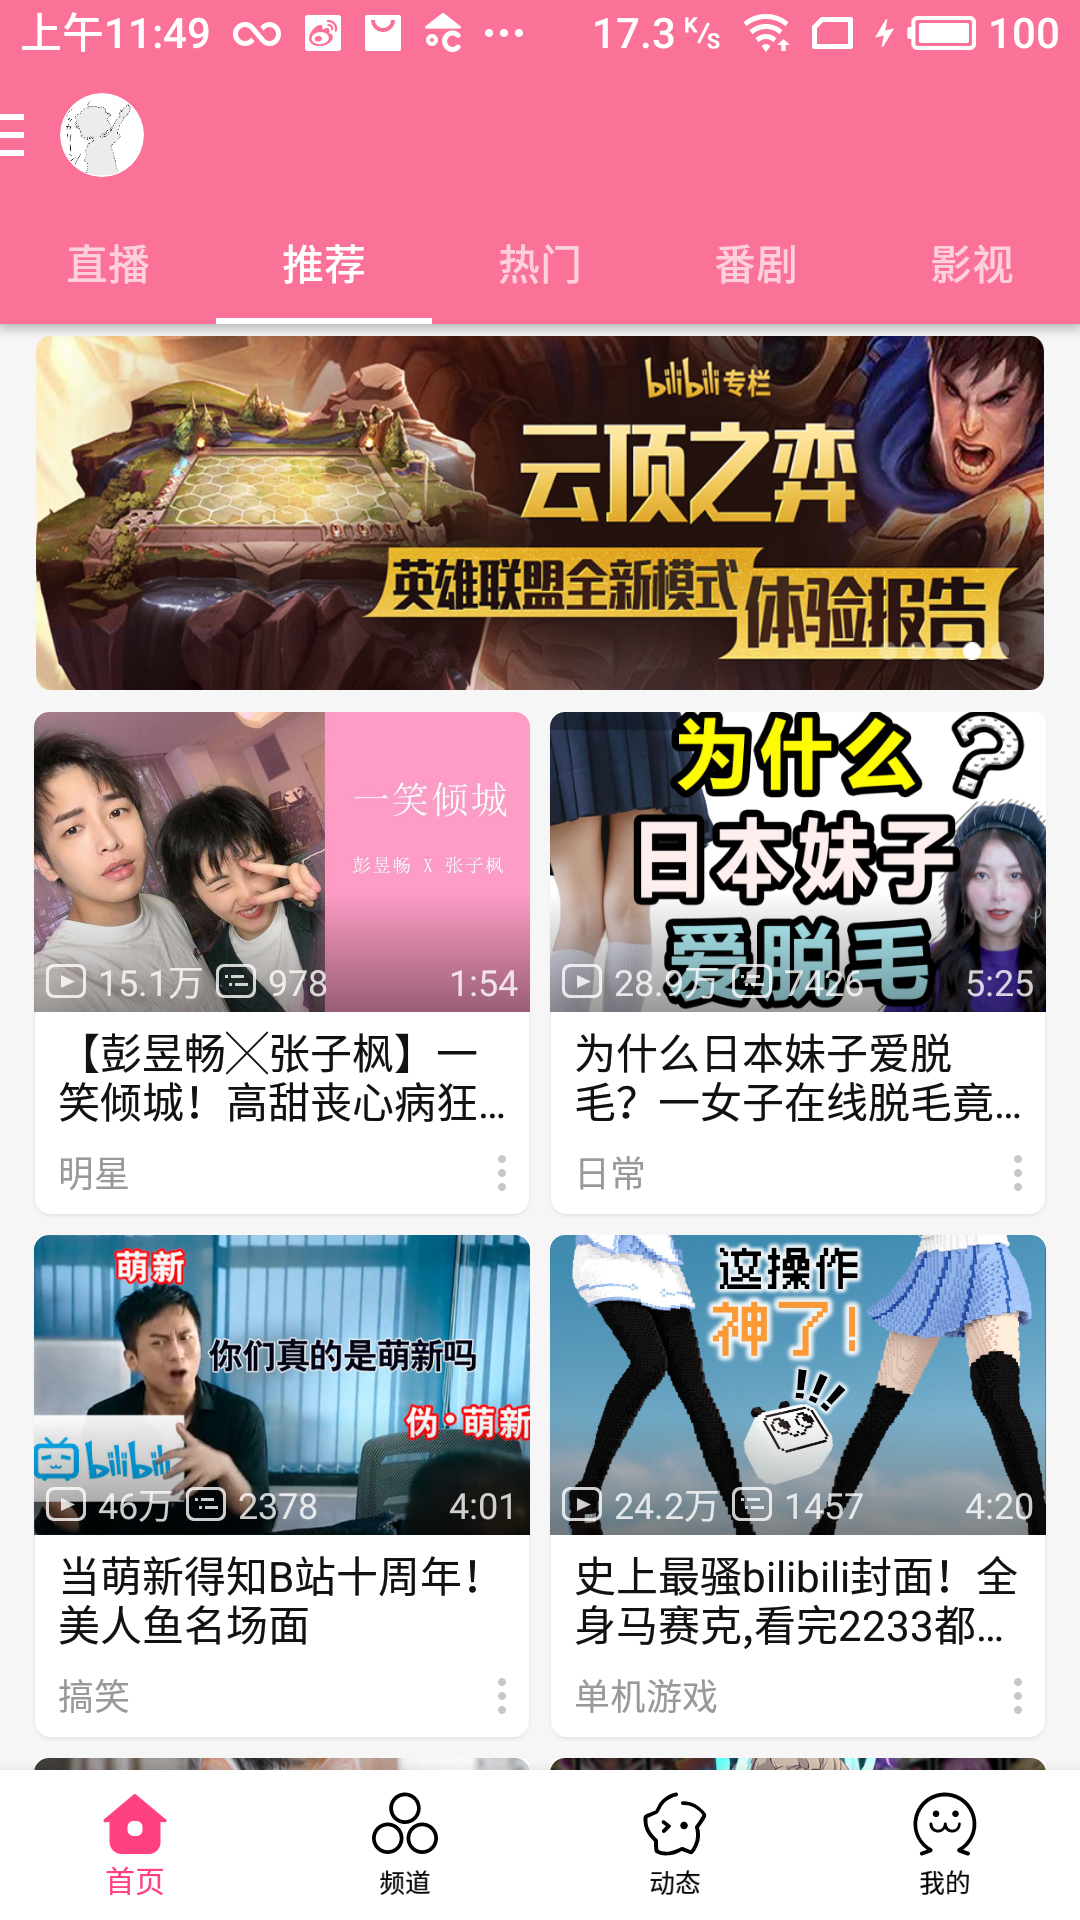 上午11:49 17.3 K/s 100
直播 推荐 热门 番剧 影视
bilibili 专栏
云顶之弈
英雄联盟全新模式
体验报告
一笑倾城
彭昱畅 X 张子枫
15.1万 978 1:54
【彭昱畅╳张子枫】一
笑倾城！高甜丧心病狂...
明星
为什么？
日本妹子
爱脱毛
28.9万 7426 5:25
为什么日本妹子爱脱
毛？一女子在线脱毛竟...
日常
萌新
你们真的是萌新吗
伪·萌新
bilibili
46万 2378 4:01
当萌新得知B站十周年！
美人鱼名场面
搞笑
这操作
神了!
!!!
24.2万 1457 4:20
史上最骚bilibili封面！全
身马赛克,看完2233都...
单机游戏
首页 频道 动态 我的